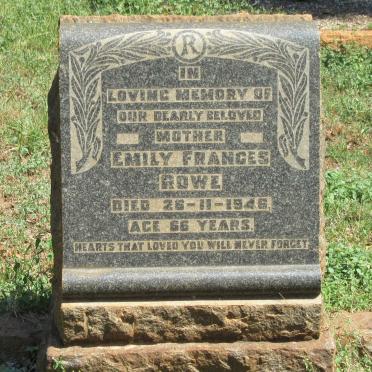 R
IN
LOVING MEMORY OF
OUR DEARLY BELOVED
MOTHER
EMILY FRANCES
ROWE
DIED 26-11-1946.
AGE 66 YEARS.
HEARTS THAT LOVED YOU WILL NEVER FORGET